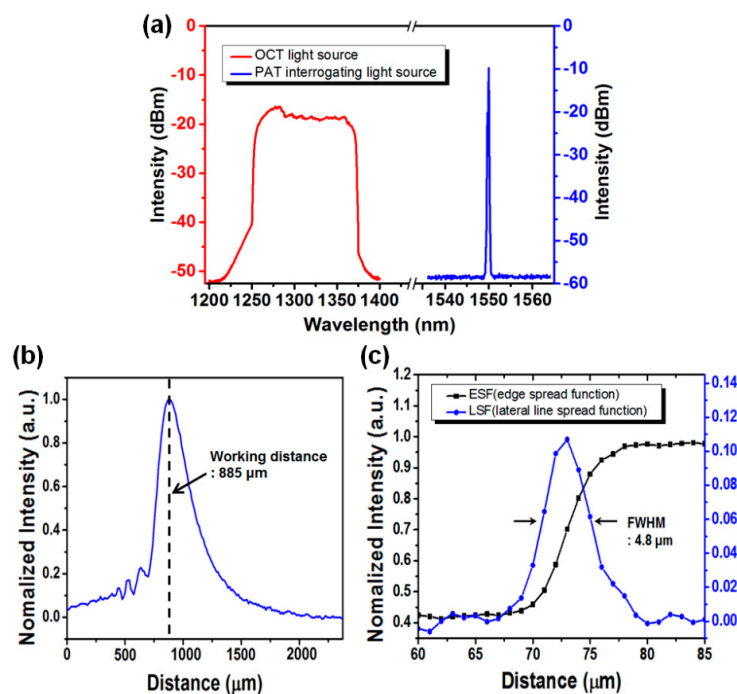 (a)
0
-10
-20
-30
-40
-50
Intensity (dBm)
OCT light source
PAT interrogating light source
0
-10
-20
-30
-40
-50
-60
Intensity (dBm)
1200 1250 1300 1350 1400 1540 1550 1560
Wavelength (nm)
(b)
1.0
0.8
0.6
0.4
0.2
0.0
Nomalized Intensity (a.u.)
Working distance
: 885 μm
0 500 1000 1500 2000
Distance (μm)
(c)
1.2
1.1
1.0
0.9
0.8
0.7
0.6
0.5
0.4
Nomalized Intensity (a.u.)
ESF(edge spread function)
LSF(lateral line spread function)
FWHM
: 4.8 μm
0.14
0.12
0.10
0.08
0.06
0.04
0.02
0.00
Nomalized Intensity (a.u.)
60 65 70 75 80 85
Distance (μm)